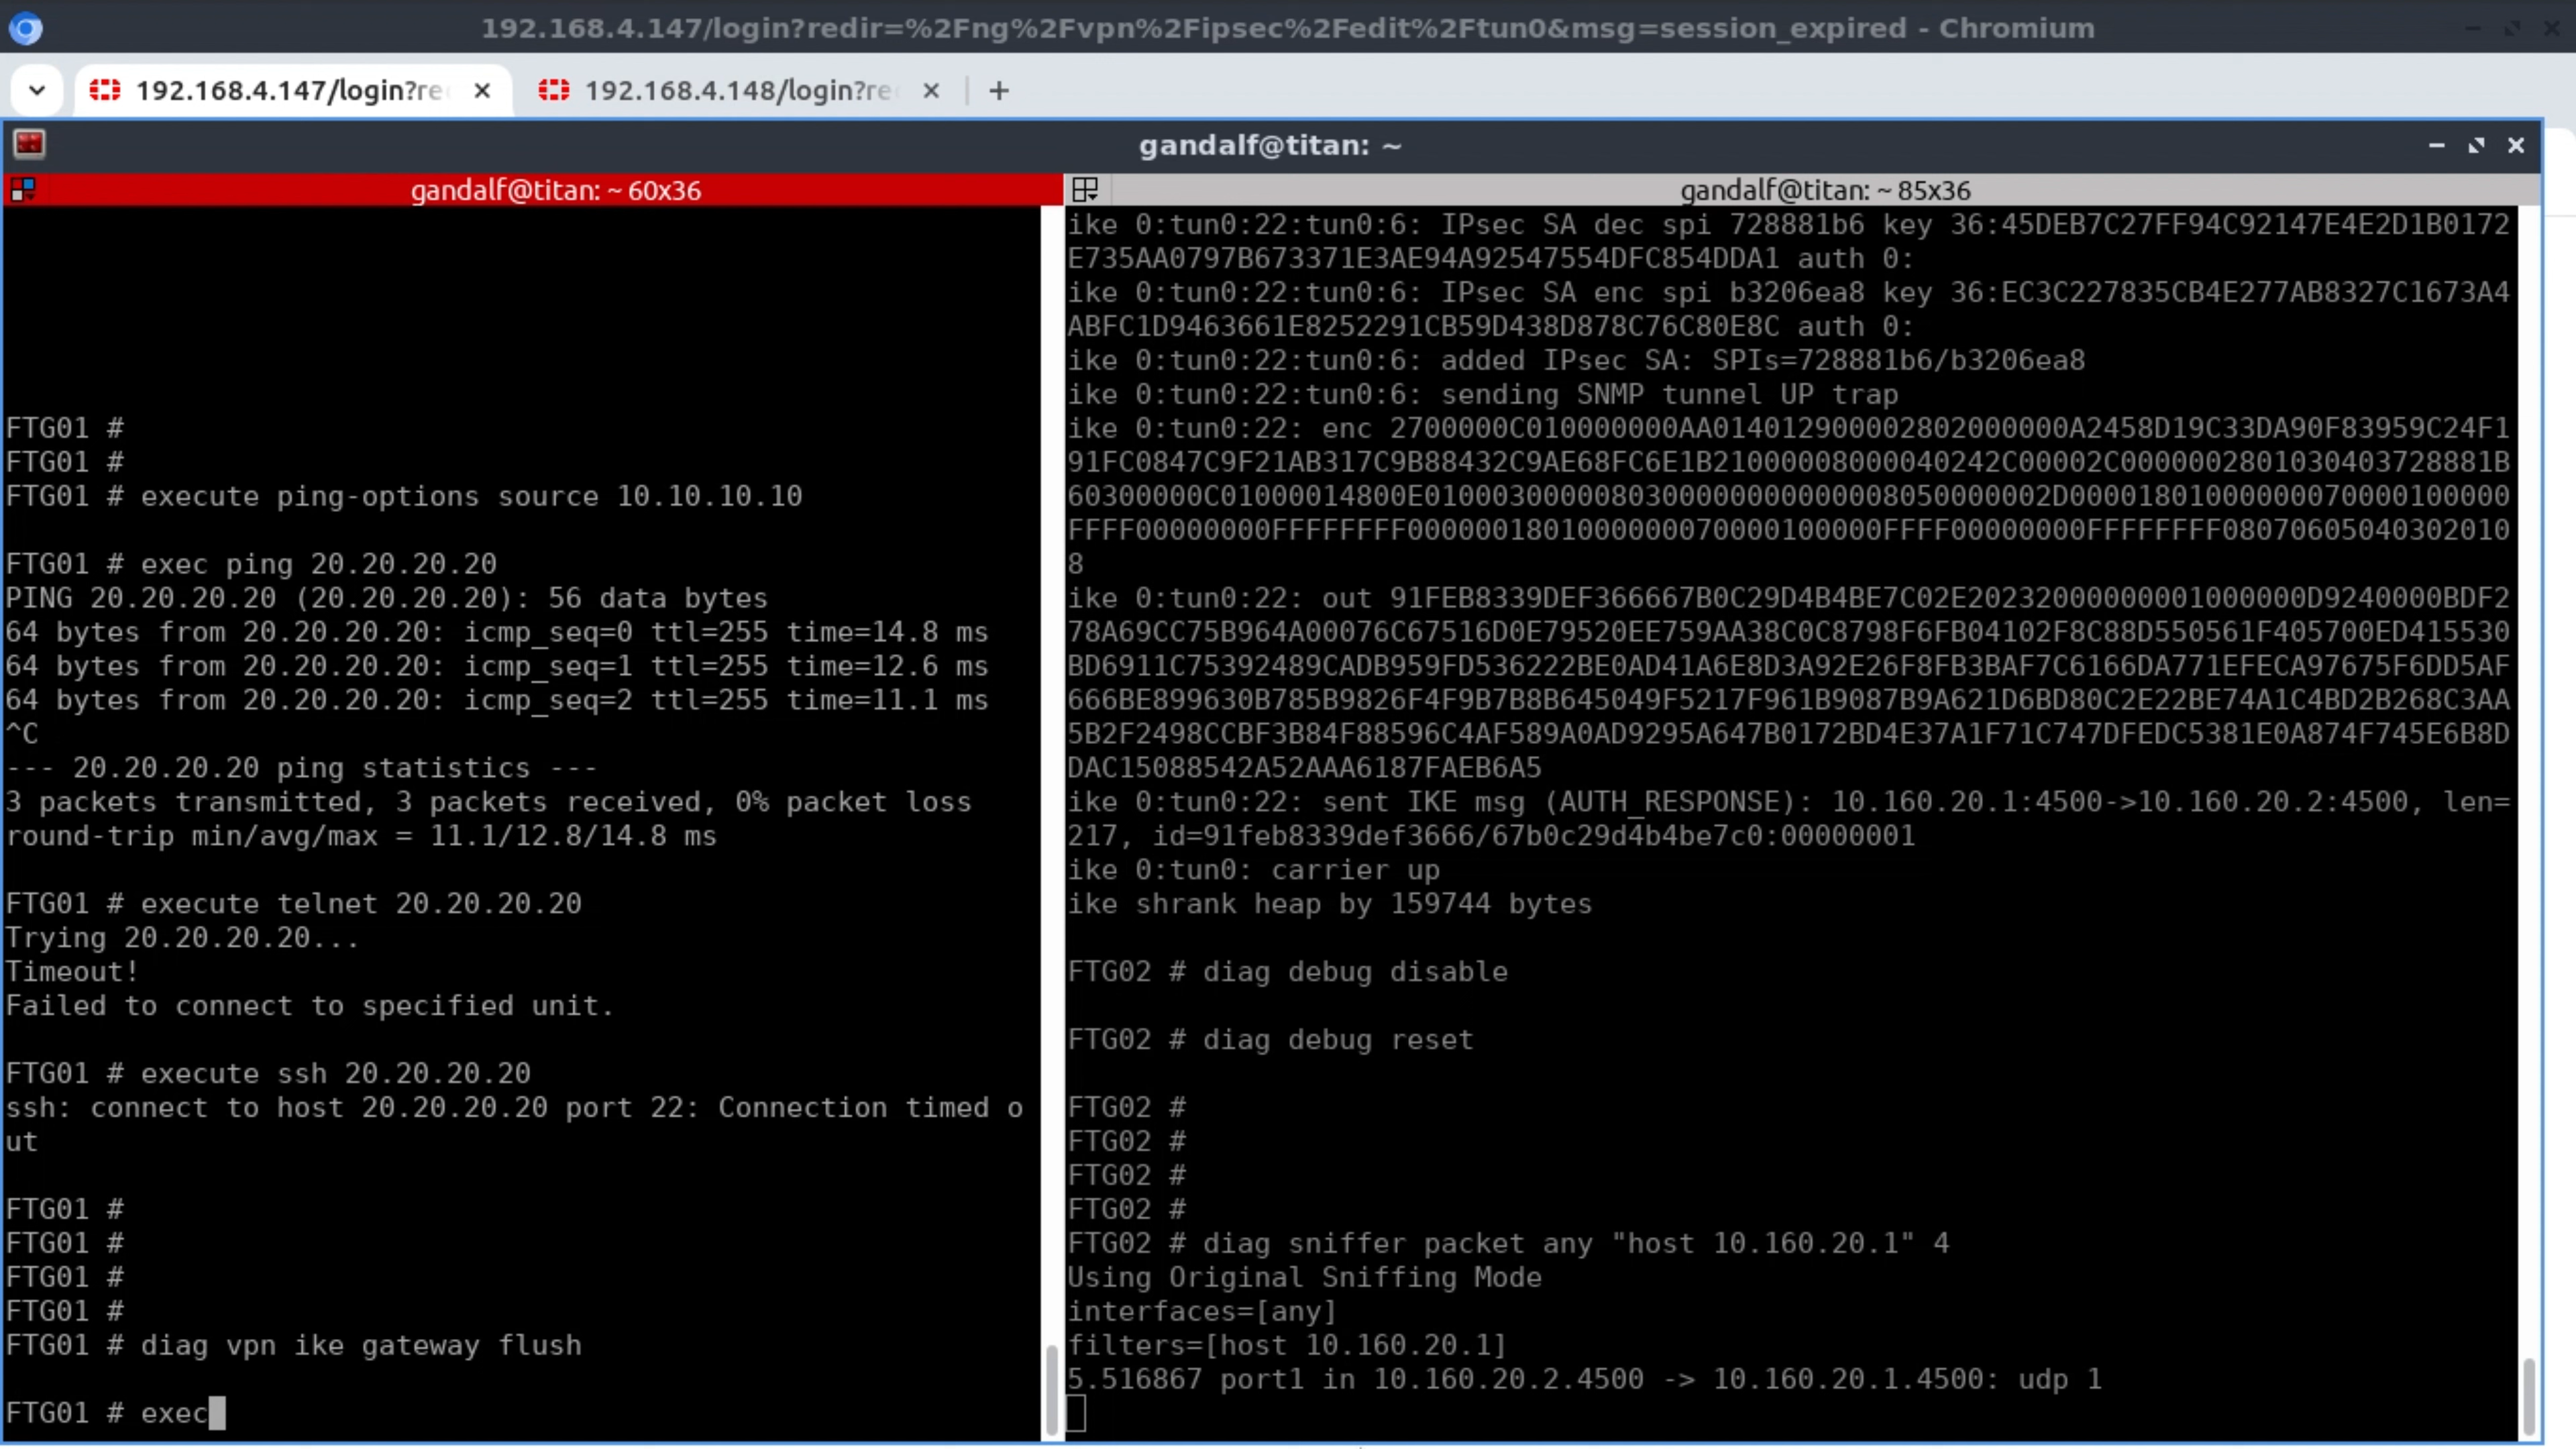 192.168.4.147/login?redir=%2Fng%2Fvpn%2Fipsec%2Fedit%2Ftun0&msg=session_expired - Chromium
192.168.4.147/login?re
192.168.4.148/login?re
gandalf@titan: ~
gandalf@titan: ~ 60x36
FTG01 #
FTG01 #
FTG01 # execute ping-options source 10.10.10.10
FTG01 # exec ping 20.20.20.20
PING 20.20.20.20 (20.20.20.20): 56 data bytes
64 bytes from 20.20.20.20: icmp_seq=0 ttl=255 time=14.8 ms
64 bytes from 20.20.20.20: icmp_seq=1 ttl=255 time=12.6 ms
64 bytes from 20.20.20.20: icmp_seq=2 ttl=255 time=11.1 ms
^C
--- 20.20.20.20 ping statistics ---
3 packets transmitted, 3 packets received, 0% packet loss
round-trip min/avg/max = 11.1/12.8/14.8 ms
FTG01 # execute telnet 20.20.20.20
Trying 20.20.20.20...
Timeout!
Failed to connect to specified unit.
FTG01 # execute ssh 20.20.20.20
ssh: connect to host 20.20.20.20 port 22: Connection timed o
ut
FTG01 #
FTG01 #
FTG01 #
FTG01 #
FTG01 # diag vpn ike gateway flush
FTG01 # exec
gandalf@titan: ~ 85x36
ike 0:tun0:22:tun0:6: IPsec SA dec spi 728881b6 key 36:45DEB7C27FF94C92147E4E2D1B0172
E735AA0797B673371E3AE94A92547554DFC854DDA1 auth 0:
ike 0:tun0:22:tun0:6: IPsec SA enc spi b3206ea8 key 36:EC3C227835CB4E277AB8327C1673A4
ABFC1D9463661E8252291CB59D438D878C76C80E8C auth 0:
ike 0:tun0:22:tun0:6: added IPsec SA: SPIs=728881b6/b3206ea8
ike 0:tun0:22:tun0:6: sending SNMP tunnel UP trap
ike 0:tun0:22: enc 2700000C010000000AA014012900002802000000A2458D19C33DA90F83959C24F1
91FC0847C9F21AB317C9B88432C9AE68FC6E1B21000008000040242C00002C00000028010304037288​81B
60300000C01000014800E010003000008030000000000000805000000​2D00001801000000070000100000
FFFF00000000FFFFFFFF0000001801000000070000100000FFFF00000000FFFFFFFF08070605040302010
8
ike 0:tun0:22: out 91FEB8339DEF366667B0C29D4B4BE7C02E20232000000001000000D9240000BDF2
78A69CC75B964A00076C67516D0E79520EE759AA38C0C8798F6FB04102F8C88D550561F405700ED415530
BD6911C75392489CADB959FD536222BE0AD41A6E8D3A92E26F8FB3BAF7C6166DA771EFECA97675F6DD5AF
666BE899630B785B9826F4F9B7B8B645049F5217F961B9087B9A621D6BD80C2E22BE74A1C4BD2B268C3AA
5B2F2498CCBF3B84F88596C4AF589A0AD9295A647B0172BD4E37A1F71C747DFEDC5381E0A874F745E6B8D
DAC15088542A52AAA6187FAEB6A5
ike 0:tun0:22: sent IKE msg (AUTH_RESPONSE): 10.160.20.1:4500->10.160.20.2:4500, len=
217, id=91feb8339def3666/67b0c29d4b4be7c0:00000001
ike 0:tun0: carrier up
ike shrank heap by 159744 bytes
FTG02 # diag debug disable
FTG02 # diag debug reset
FTG02 #
FTG02 #
FTG02 #
FTG02 #
FTG02 # diag sniffer packet any "host 10.160.20.1" 4
Using Original Sniffing Mode
interfaces=[any]
filters=[host 10.160.20.1]
5.516867 port1 in 10.160.20.2.4500 -> 10.160.20.1.4500: udp 1